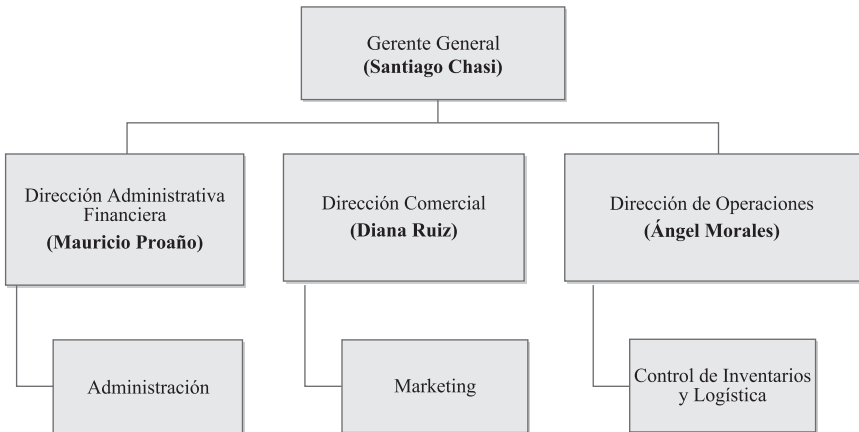 Gerente General
(Santiago Chasi)
Dirección Administrativa
Financiera
(Mauricio Proaño)
Dirección Comercial
(Diana Ruiz)
Dirección de Operaciones
(Ángel Morales)
Administración
Marketing
Control de Inventarios
y Logística